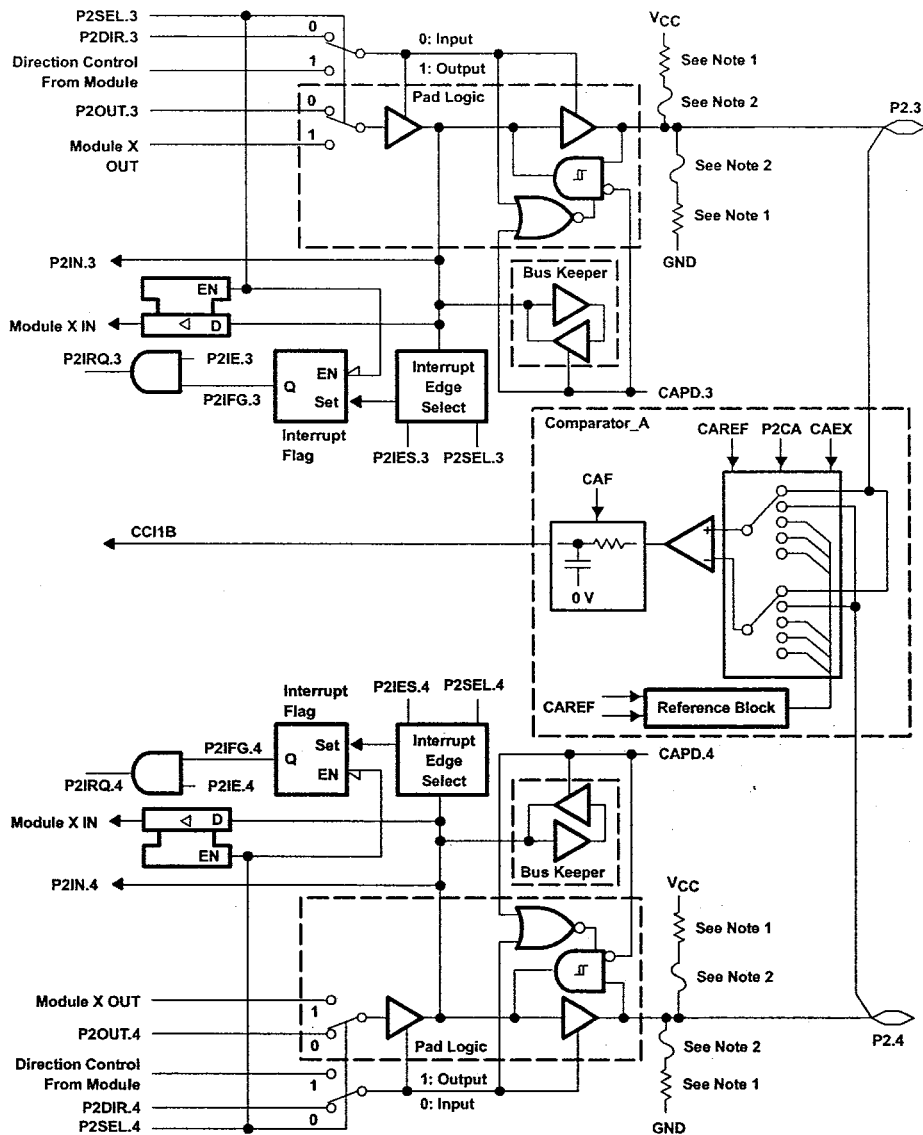 P2SEL.3
P2DIR.3
0
Direction Control
From Module
1
0: Input
1: Output
VCC
See Note 1
See Note 2
P2OUT.3
0
Pad Logic
Module X
OUT
1
P2.3
See Note 2
See Note 1
GND
P2IN.3
Bus Keeper
EN
Module X IN
D
P2IRQ.3
P2IE.3
P2IFG.3
Q
EN
Set
Interrupt
Edge
Select
Interrupt
Flag
P2IES.3
P2SEL.3
CAPD.3
Comparator_A
CAREF
P2CA
CAEX
CAF
CCI1B
+
−
0 V
CAREF
Reference Block
Interrupt
Flag
P2IES.4
P2SEL.4
P2IFG.4
Q
Set
EN
Interrupt
Edge
Select
CAPD.4
P2IRQ.4
P2IE.4
Module X IN
D
EN
Bus Keeper
P2IN.4
VCC
See Note 1
See Note 2
Module X OUT
1
P2OUT.4
0
Pad Logic
P2.4
See Note 2
See Note 1
GND
Direction Control
From Module
1
1: Output
0: Input
P2DIR.4
0
P2SEL.4